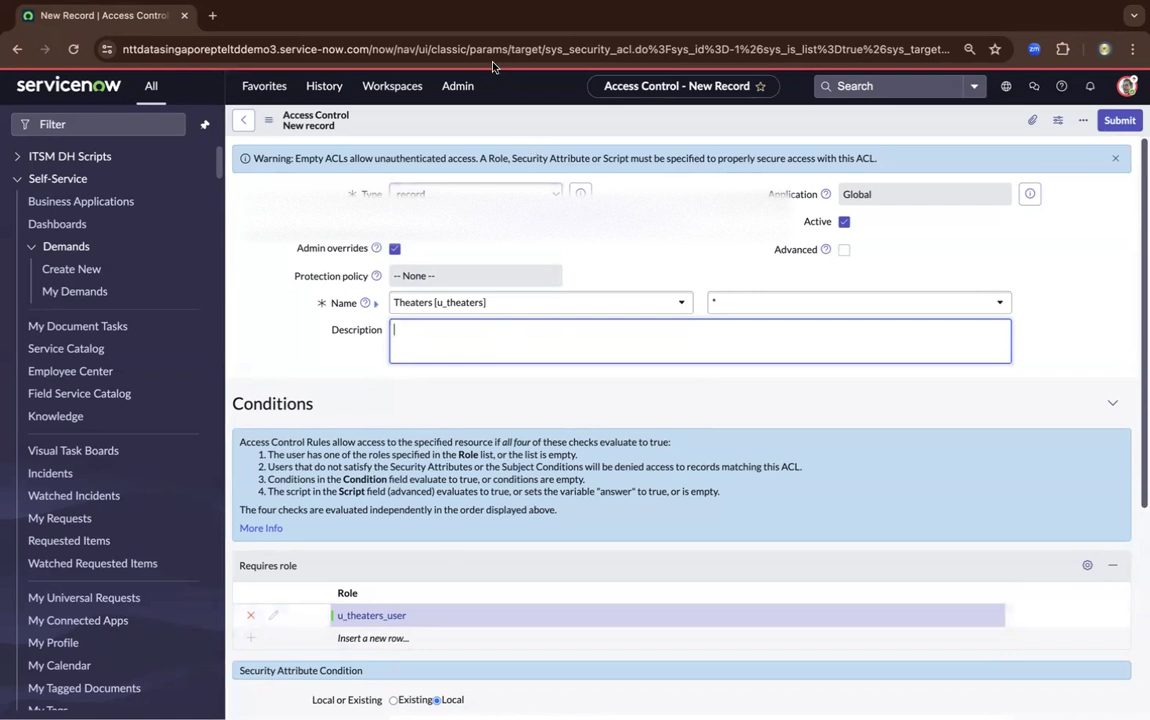 New Record | Access Control
nttdatasingaporepteltddemo3.service-now.com/now/nav/ui/classic/params/target/sys_security_acl.do%3Fsys_id%3D-1%26sys_is_list%3Dtrue%26sys_target...
servicenow
All
Favorites
History
Workspaces
Admin
Access Control - New Record
Search
Filter
ITSM DH Scripts
Self-Service
Business Applications
Dashboards
Demands
Create New
My Demands
My Document Tasks
Service Catalog
Employee Center
Field Service Catalog
Knowledge
Visual Task Boards
Incidents
Watched Incidents
My Requests
Requested Items
Watched Requested Items
My Universal Requests
My Connected Apps
My Profile
My Calendar
My Tagged Documents
My Tags
Access Control
New record
Submit
Warning: Empty ACLs allow unauthenticated access. A Role, Security Attribute or Script must be specified to properly secure access with this ACL.
* Type record
Application Global
Active
Admin overrides
Advanced
Protection policy -- None --
* Name Theaters [u_theaters] *
Description
Conditions
Access Control Rules allow access to the specified resource if all four of these checks evaluate to true:
1. The user has one of the roles specified in the Role list, or the list is empty.
2. Users that do not satisfy the Security Attributes or the Subject Conditions will be denied access to records matching this ACL.
3. Conditions in the Condition field evaluate to true, or conditions are empty.
4. The script in the Script field (advanced) evaluates to true, or sets the variable "answer" to true, or is empty.
The four checks are evaluated independently in the order displayed above.
More Info
Requires role
Role
u_theaters_user
Insert a new row...
Security Attribute Condition
Local or Existing Existing Local